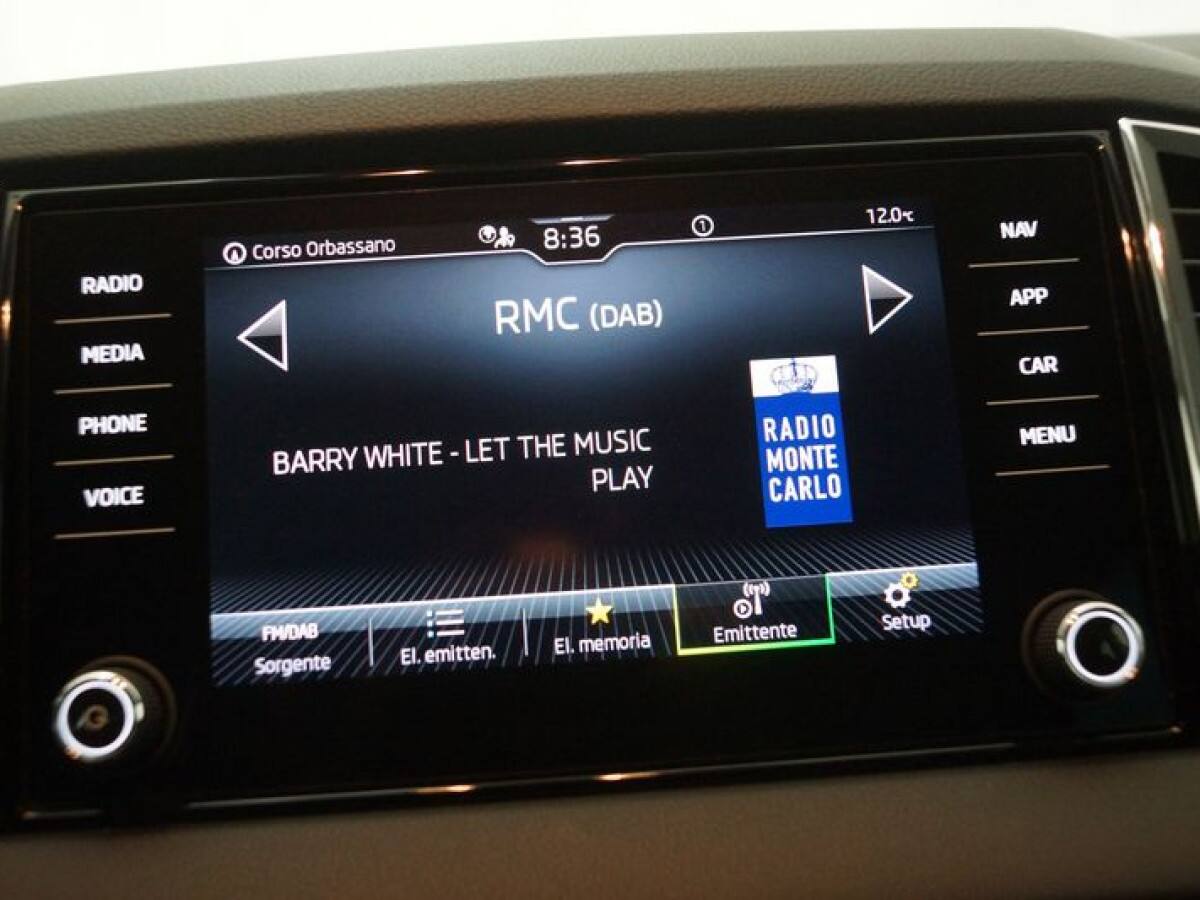 Corso Orbassano
8:36
1
12.0°C
RADIO
MEDIA
PHONE
VOICE
RMC (DAB)
BARRY WHITE - LET THE MUSIC
PLAY
RADIO
MONTE
CARLO
NAV
APP
CAR
MENU
FM/DAB
Sorgente
El. emitten.
El. memoria
Emittente
Setup